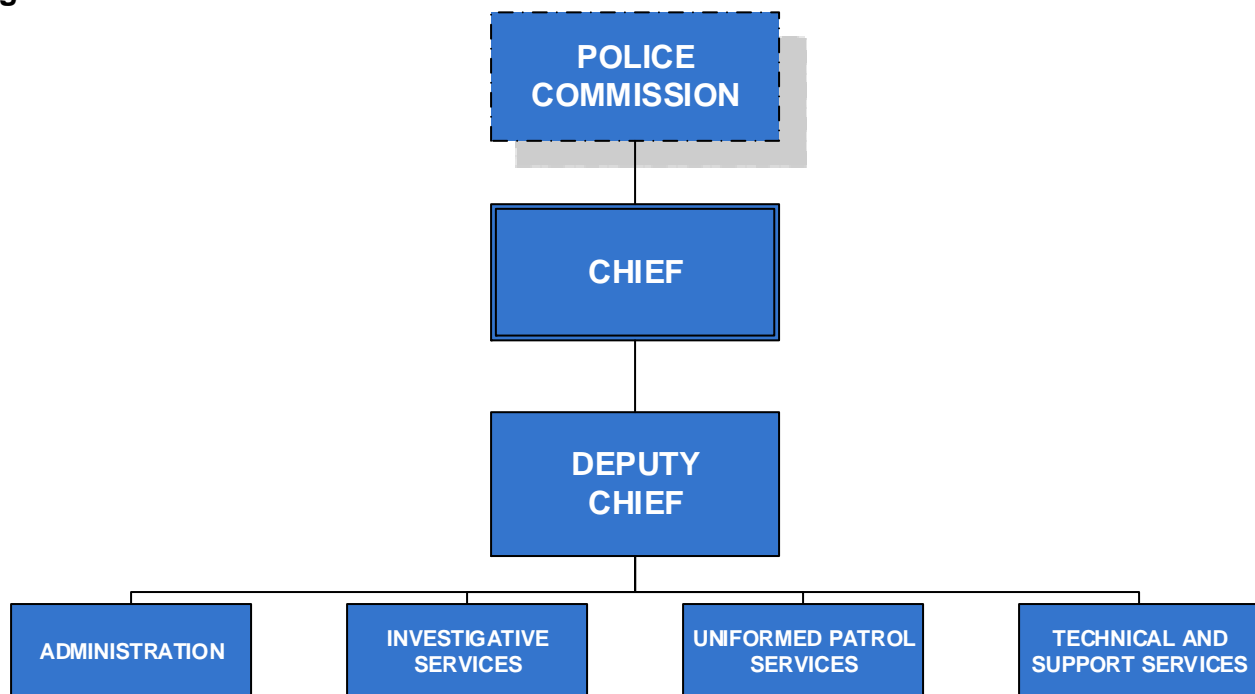 POLICE
COMMISSION
CHIEF
DEPUTY
CHIEF
ADMINISTRATION
INVESTIGATIVE
SERVICES
UNIFORMED PATROL
SERVICES
TECHNICAL AND
SUPPORT SERVICES